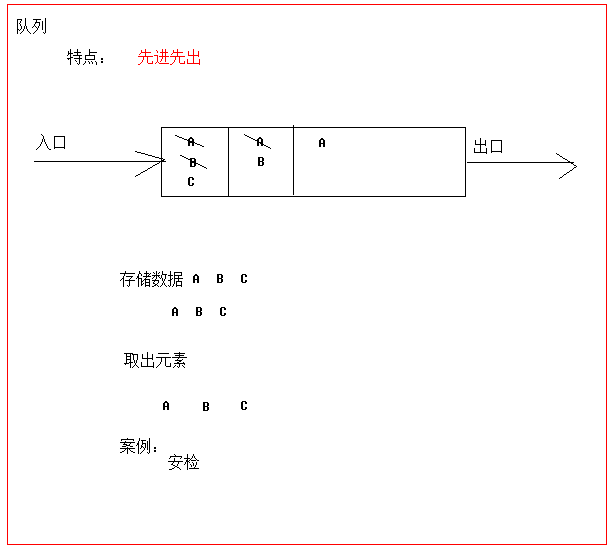 队列
特点： 先进先出
入口
A A A
B B
C
出口
存储数据 A B C
A B C
取出元素
A B C
案例：
安检